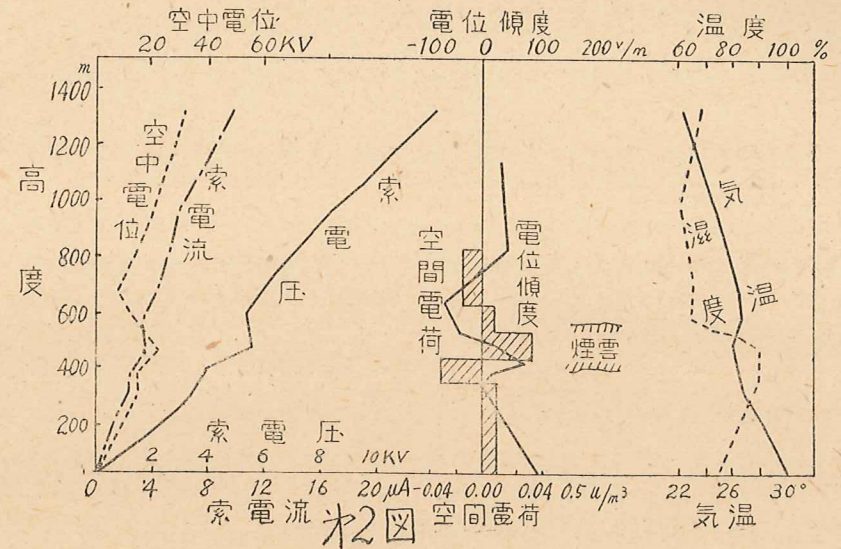 空中電位 電位傾度 温度
20 40 60KV -100 0 100 200v/m 60 80 100 %
m
1400
1200
1000
800
600
400
200
高度
空中電位
索電流
索電圧
空間電荷
電位傾度
煙雲
気温
湿度
索電圧
2 4 6 8 10KV
0 4 8 12 16 20μA -0.04 0.00 0.04 0.5u/m³ 22 26 30°
索電流 空間電荷 気温
第2図